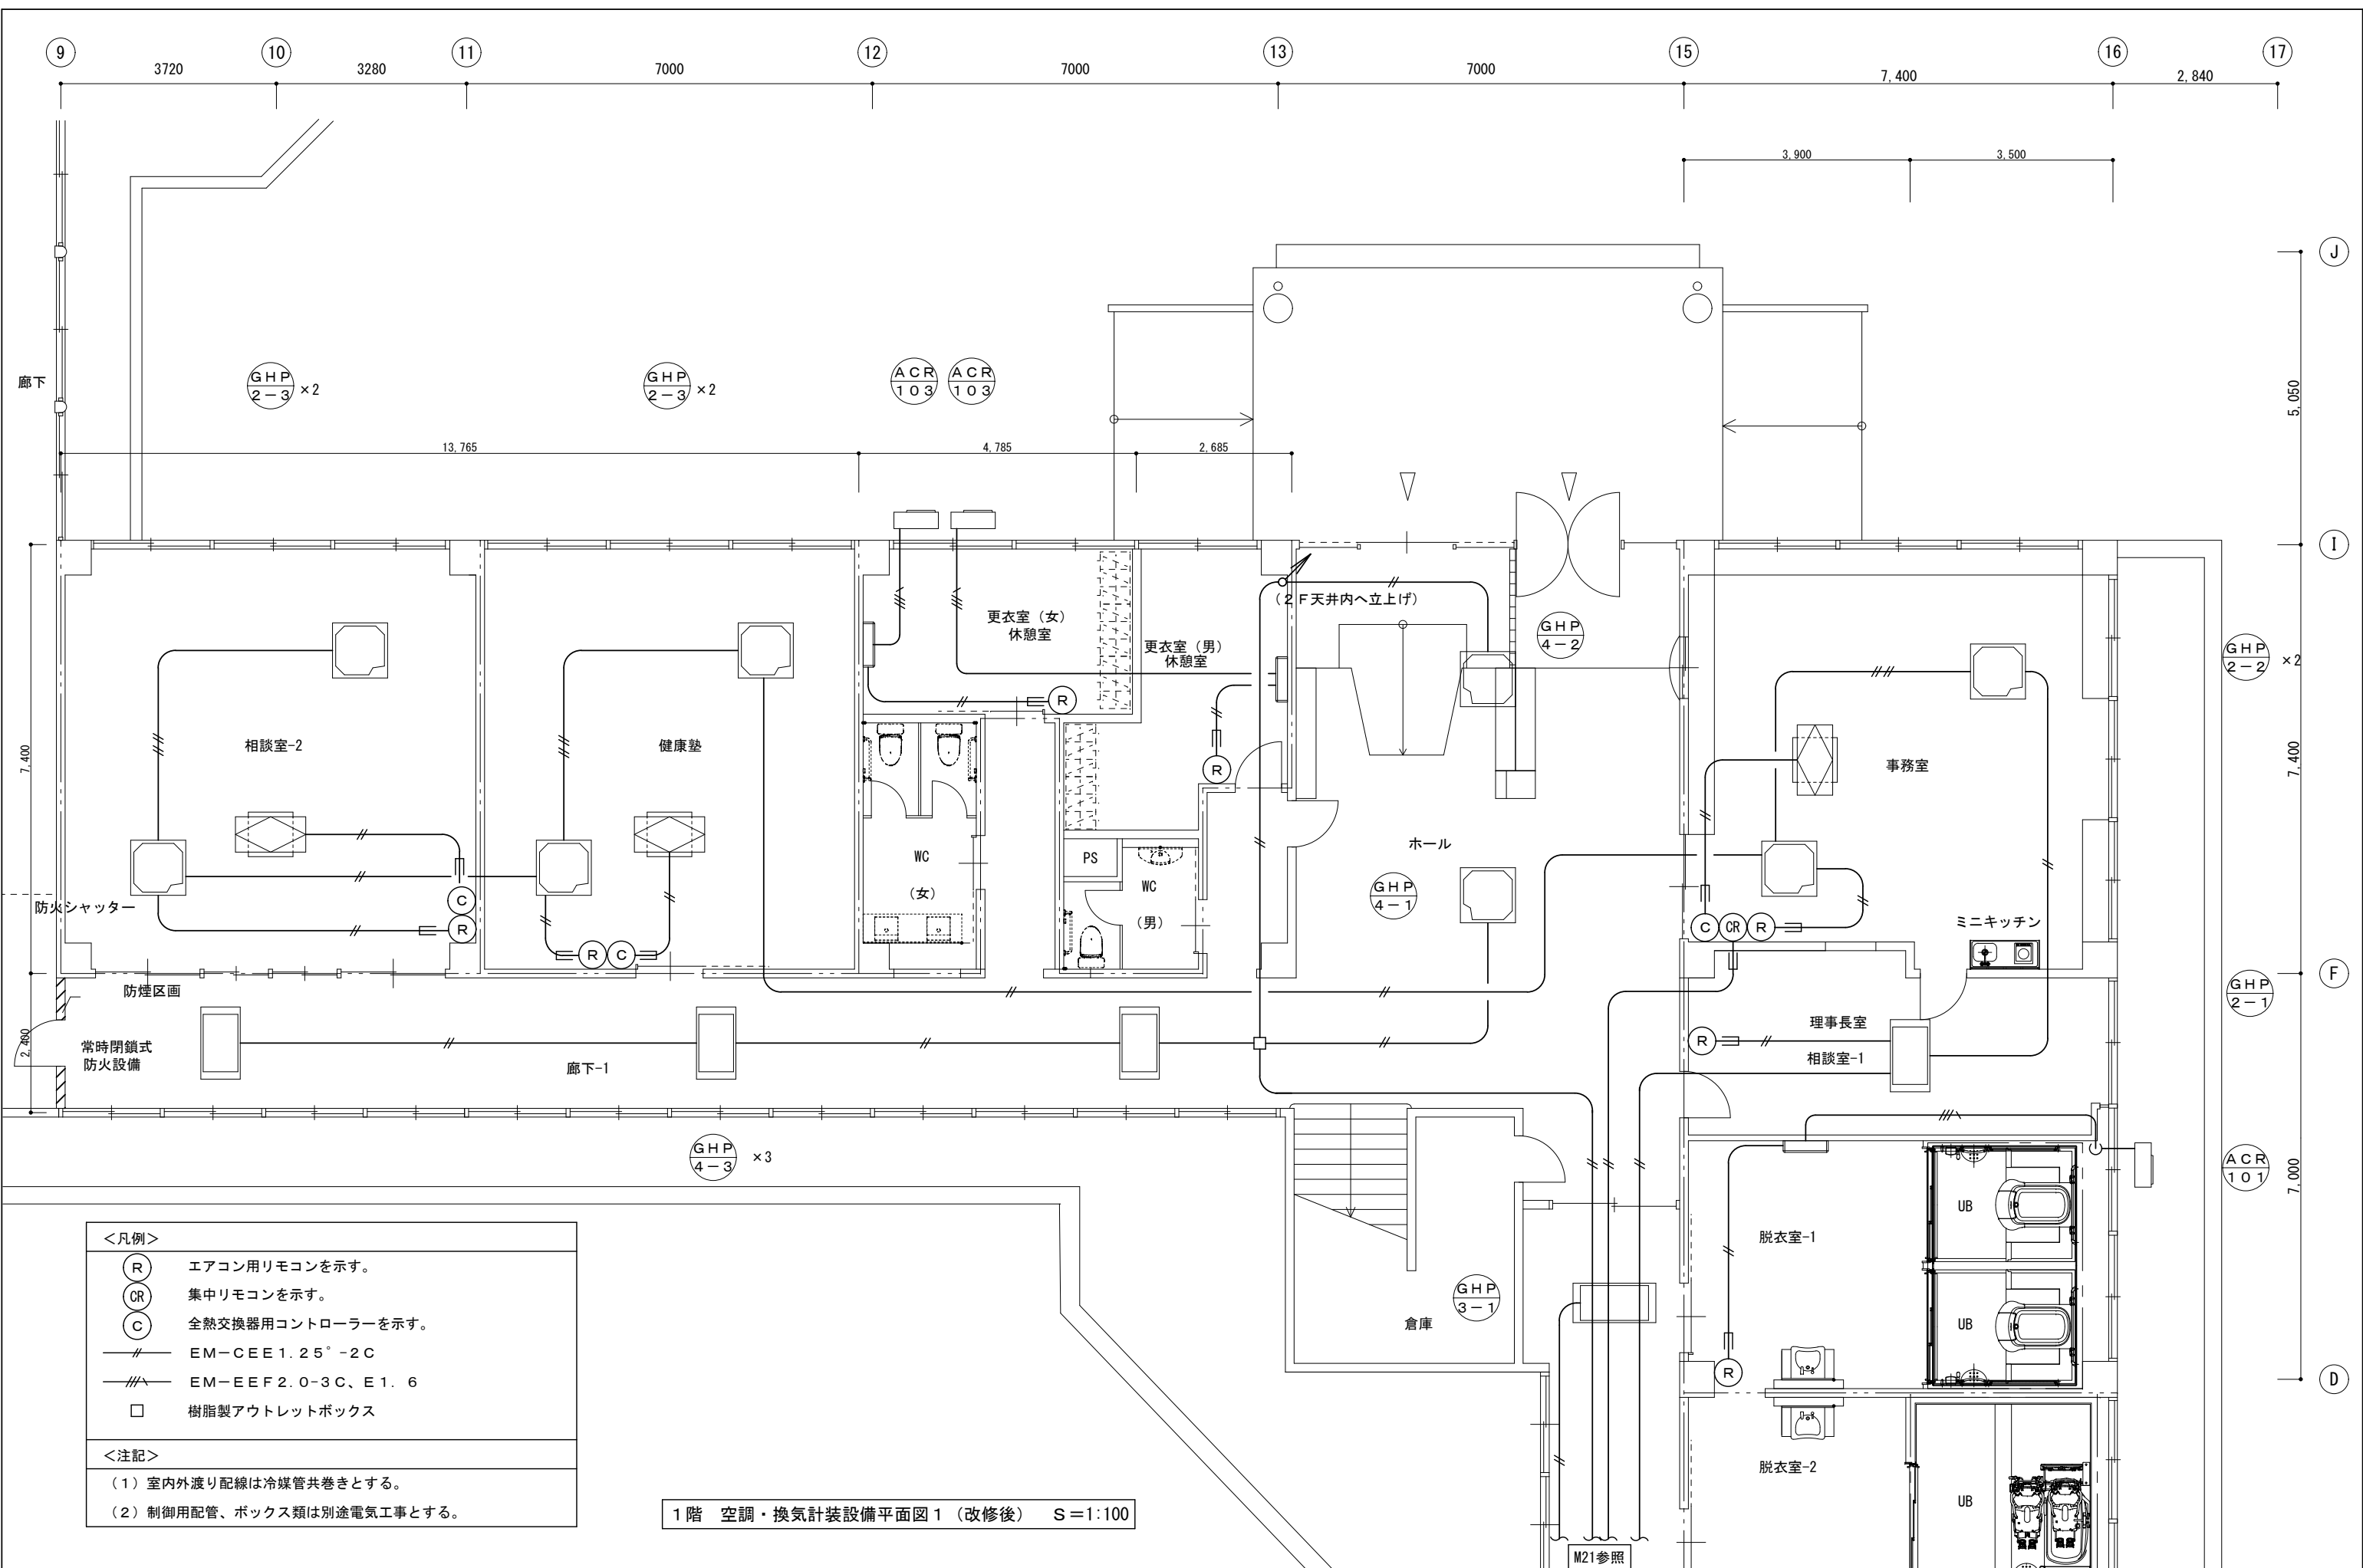 9 10 11 12 13 15 16 17
3720 3280 7000 7000 7000 7,400 2,840
3,900 3,500
J
廊下
GHP 2-3 ×2
GHP 2-3 ×2
ACR 103
ACR 103
5,050
13,765 4,785 2,685
I
(2F天井内へ立上げ)
更衣室(女)
休憩室
更衣室(男)
休憩室
GHP 4-2
GHP 2-2 ×2
R
7,400
相談室-2
健康塾
R
事務室
7,400
ホール
WC
(女)
PS
WC
(男)
GHP 4-1
防火シャッター
C
R
R C
C CR R
ミニキッチン
F
防煙区画
GHP 2-1
2,400
常時閉鎖式
防火設備
廊下-1
理事長室
R
相談室-1
GHP 4-3 ×3
ACR 101
7,000
UB
脱衣室-1
GHP 3-1
倉庫
UB
R
D
脱衣室-2
UB
<凡例>
R エアコン用リモコンを示す。
CR 集中リモコンを示す。
C 全熱交換器用コントローラーを示す。
EM-CEE1.25°-2C
EM-EEF2.0-3C、E1.6
樹脂製アウトレットボックス
<注記>
(1)室内外渡り配線は冷媒管共巻きとする。
(2)制御用配管、ボックス類は別途電気工事とする。
1階 空調・換気計装設備平面図1(改修後) S=1:100
M21参照